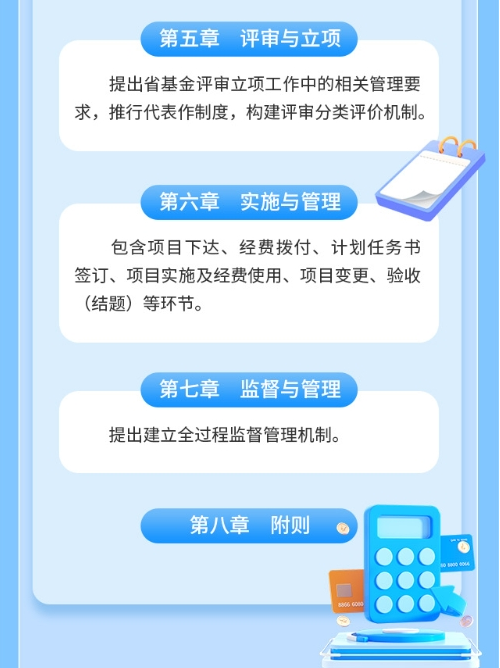 第五章 评审与立项
提出省基金评审立项工作中的相关管理要
求，推行代表作制度，构建评审分类评价机制。
第六章 实施与管理
包含项目下达、经费拨付、计划任务书
签订、项目实施及经费使用、项目变更、验收
（结题）等环节。
第七章 监督与管理
提出建立全过程监督管理机制。
第八章 附则